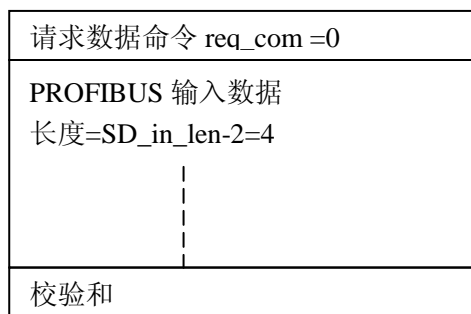 请求数据命令 req_com =0
PROFIBUS 输入数据
长度=SD_in_len-2=4
校验和